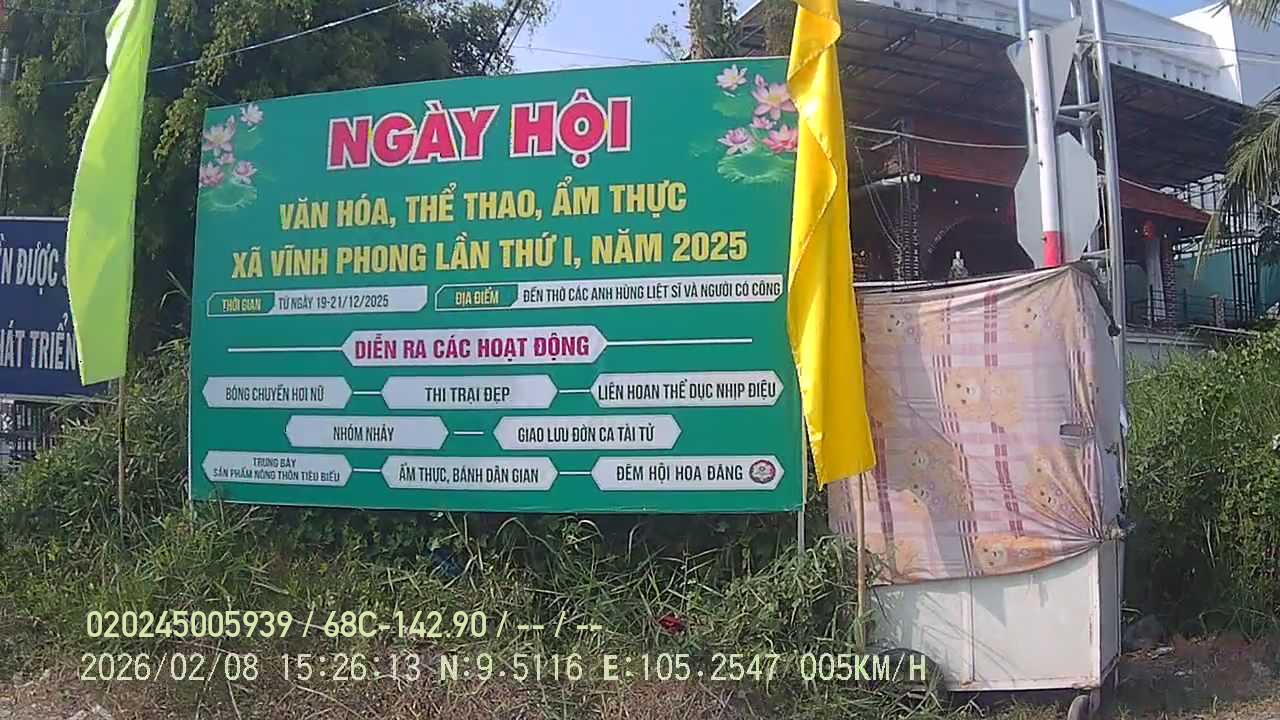 NGÀY HỘI
VĂN HÓA, THỂ THAO, ẨM THỰC
XÃ VĨNH PHONG LẦN THỨ I, NĂM 2025
THỜI GIAN TỪ NGÀY 19-21/12/2025
ĐỊA ĐIỂM ĐỀN THỜ CÁC ANH HÙNG LIỆT SĨ VÀ NGƯỜI CÓ CÔNG
DIỄN RA CÁC HOẠT ĐỘNG
BÓNG CHUYỀN HƠI NỮ
THI TRẠI ĐẸP
LIÊN HOAN THỂ DỤC NHỊP ĐIỆU
NHÓM NHẢY
GIAO LƯU ĐỜN CA TÀI TỬ
TRƯNG BÀY
SẢN PHẨM NÔNG THÔN TIÊU BIỂU
ẨM THỰC, BÁNH DÂN GIAN
ĐÊM HỘI HOA ĐĂNG
ĐƯỢC
PHÁT TRIỂN
020245005939 / 68C-142.90 / -- / --
2026/02/08 15:26:13 N:9.5116 E:105.2547 005KM/H